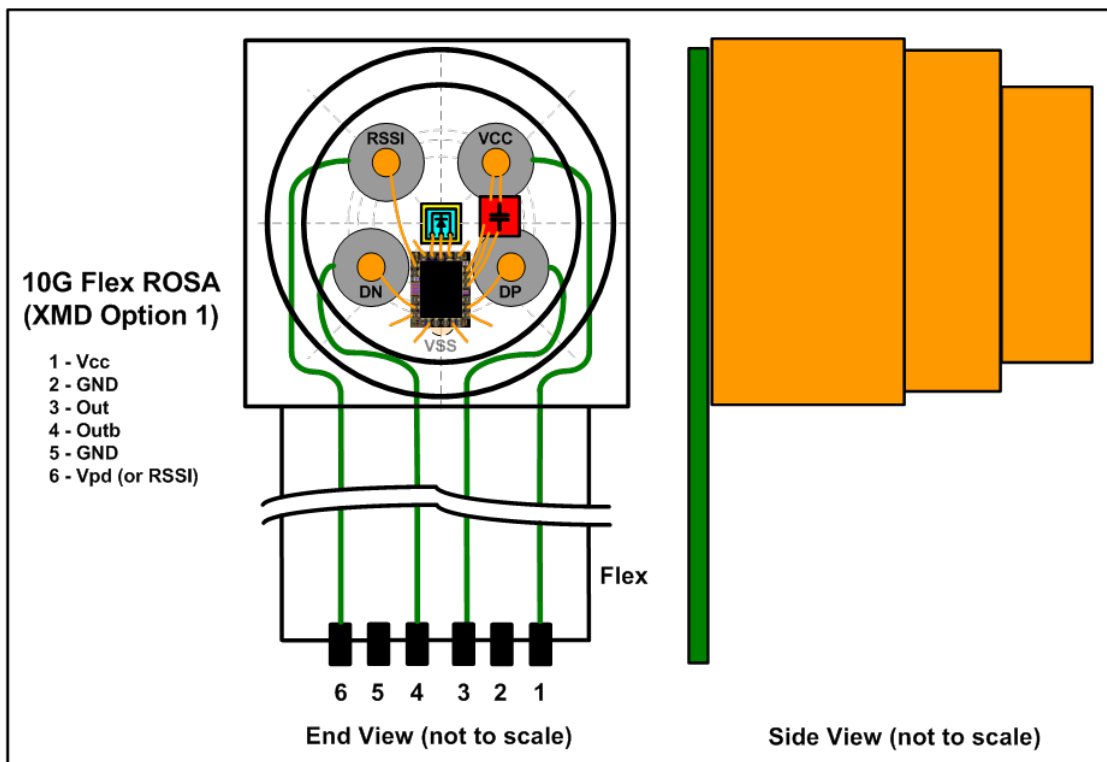 RSSI
VCC
DN
DP
VSS
10G Flex ROSA
(XMD Option 1)
1 - Vcc
2 - GND
3 - Out
4 - Outb
5 - GND
6 - Vpd (or RSSI)
Flex
6 5 4 3 2 1
End View (not to scale)
Side View (not to scale)